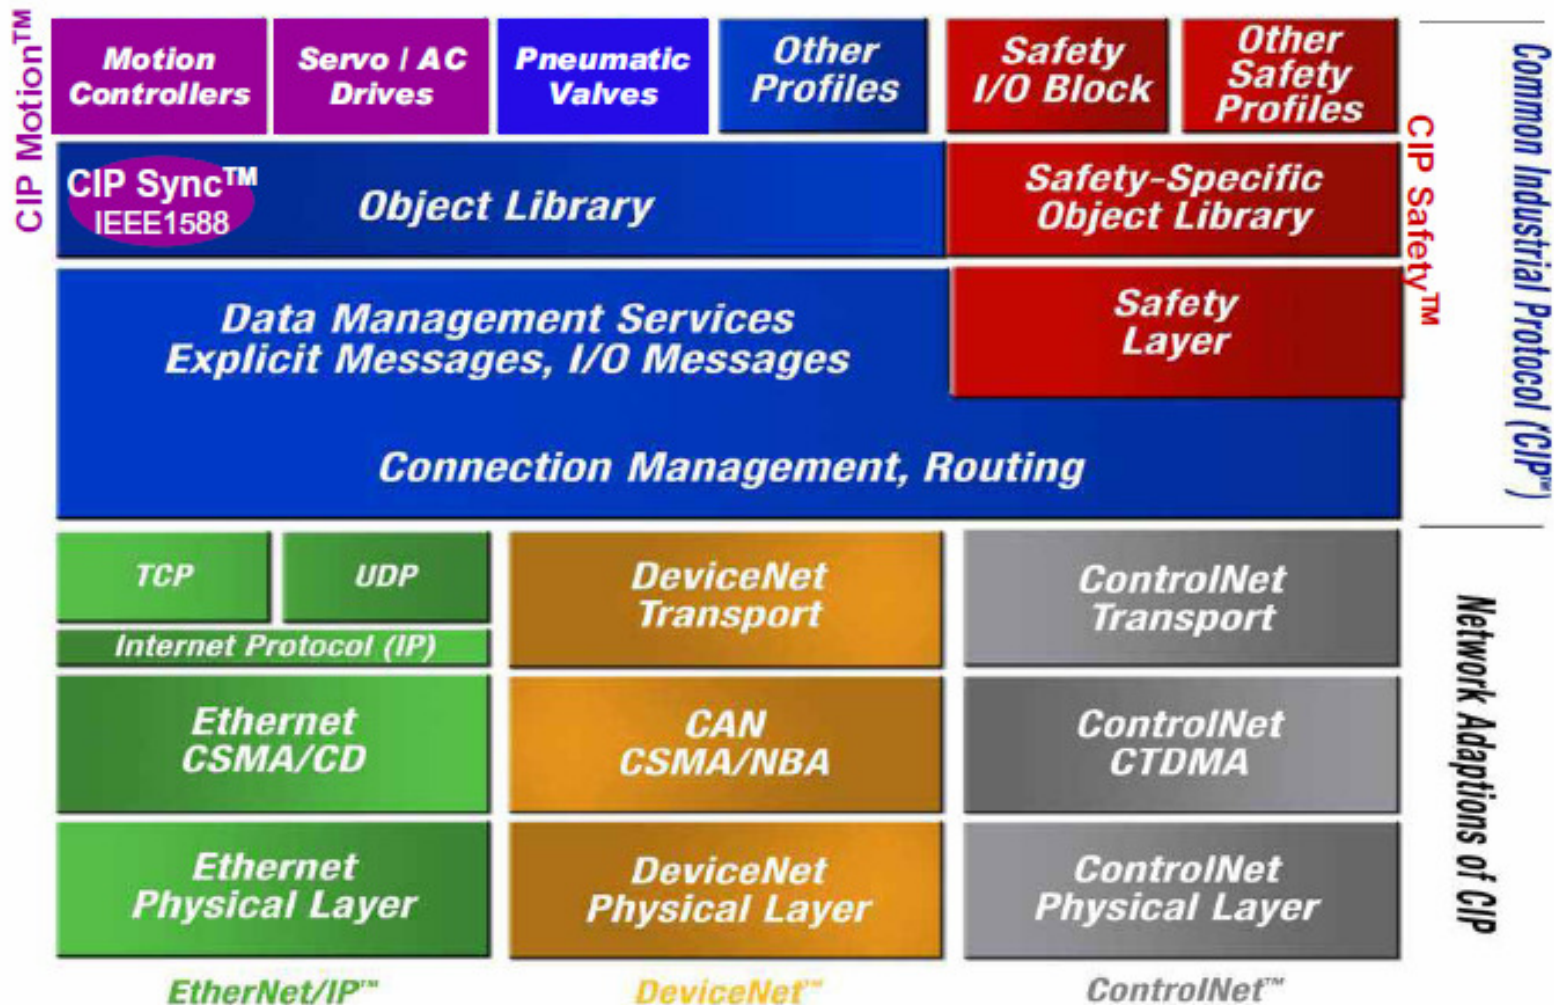 CIP Motion™
Motion
Controllers
Servo / AC
Drives
Pneumatic
Valves
Other
Profiles
Safety
I/O Block
Other
Safety
Profiles
CIP Sync™
IEEE1588
Object Library
Safety-Specific
Object Library
CIP Safety™
Common Industrial Protocol (CIP™)
Data Management Services
Explicit Messages, I/O Messages
Safety
Layer
Connection Management, Routing
TCP
UDP
Internet Protocol (IP)
DeviceNet
Transport
ControlNet
Transport
Network Adaptions of CIP
Ethernet
CSMA/CD
CAN
CSMA/NBA
ControlNet
CTDMA
Ethernet
Physical Layer
DeviceNet
Physical Layer
ControlNet
Physical Layer
EtherNet/IP™
DeviceNet™
ControlNet™